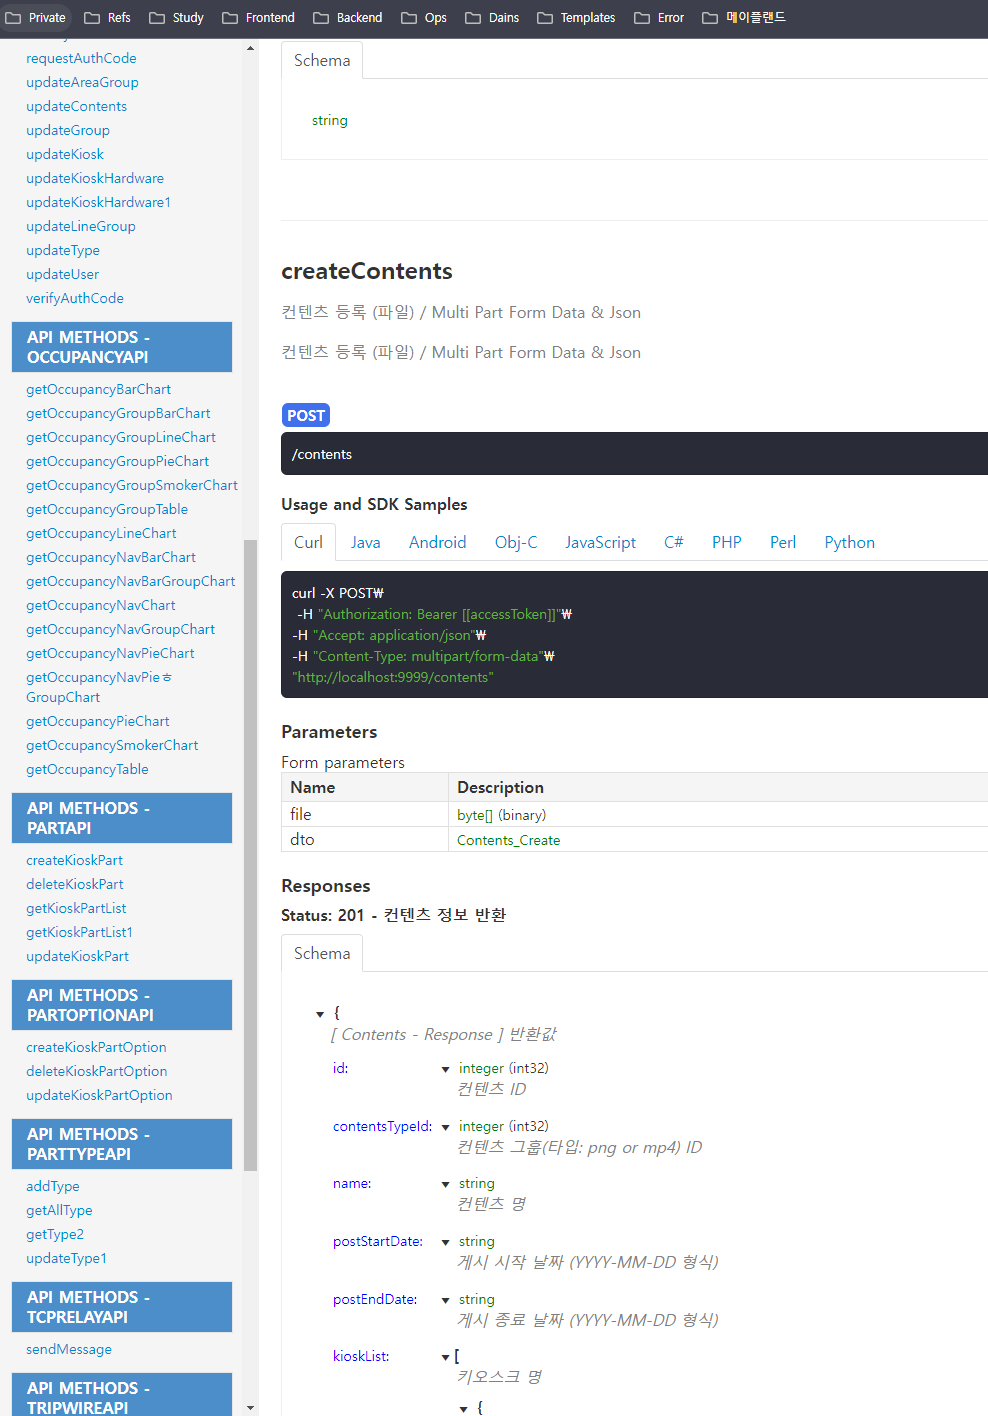 Private Refs Study Frontend Backend Ops Dains Templates Error 메이플랜드
requestAuthCode
updateAreaGroup
updateContents
updateGroup
updateKiosk
updateKioskHardware
updateKioskHardware1
updateLineGroup
updateType
updateUser
verifyAuthCode
API METHODS -
OCCUPANCYAPI
getOccupancyBarChart
getOccupancyGroupBarChart
getOccupancyGroupLineChart
getOccupancyGroupPieChart
getOccupancyGroupSmokerChart
getOccupancyGroupTable
getOccupancyLineChart
getOccupancyNavBarChart
getOccupancyNavBarGroupChart
getOccupancyNavChart
getOccupancyNavGroupChart
getOccupancyNavPieChart
getOccupancyNavPieㅎ
GroupChart
getOccupancyPieChart
getOccupancySmokerChart
getOccupancyTable
API METHODS -
PARTAPI
createKioskPart
deleteKioskPart
getKioskPartList
getKioskPartList1
updateKioskPart
API METHODS -
PARTOPTIONAPI
createKioskPartOption
deleteKioskPartOption
updateKioskPartOption
API METHODS -
PARTTYPEAPI
addType
getAllType
getType2
updateType1
API METHODS -
TCPRELAYAPI
sendMessage
API METHODS -
TRIPWIREAPI
Schema
string
createContents
컨텐츠 등록 (파일) / Multi Part Form Data & Json
컨텐츠 등록 (파일) / Multi Part Form Data & Json
POST
/contents
Usage and SDK Samples
Curl Java Android Obj-C JavaScript C# PHP Perl Python
curl -X POST₩
-H "Authorization: Bearer [[accessToken]]"₩
-H "Accept: application/json"₩
-H "Content-Type: multipart/form-data"₩
"http://localhost:9999/contents"
Parameters
Form parameters
Name Description
file byte[] (binary)
dto Contents_Create
Responses
Status: 201 - 컨텐츠 정보 반환
Schema
{
[ Contents - Response ] 반환값
id: integer (int32)
컨텐츠 ID
contentsTypeId: integer (int32)
컨텐츠 그룹(타입: png or mp4) ID
name: string
컨텐츠 명
postStartDate: string
게시 시작 날짜 (YYYY-MM-DD 형식)
postEndDate: string
게시 종료 날짜 (YYYY-MM-DD 형식)
kioskList: [
키오스크 명
{